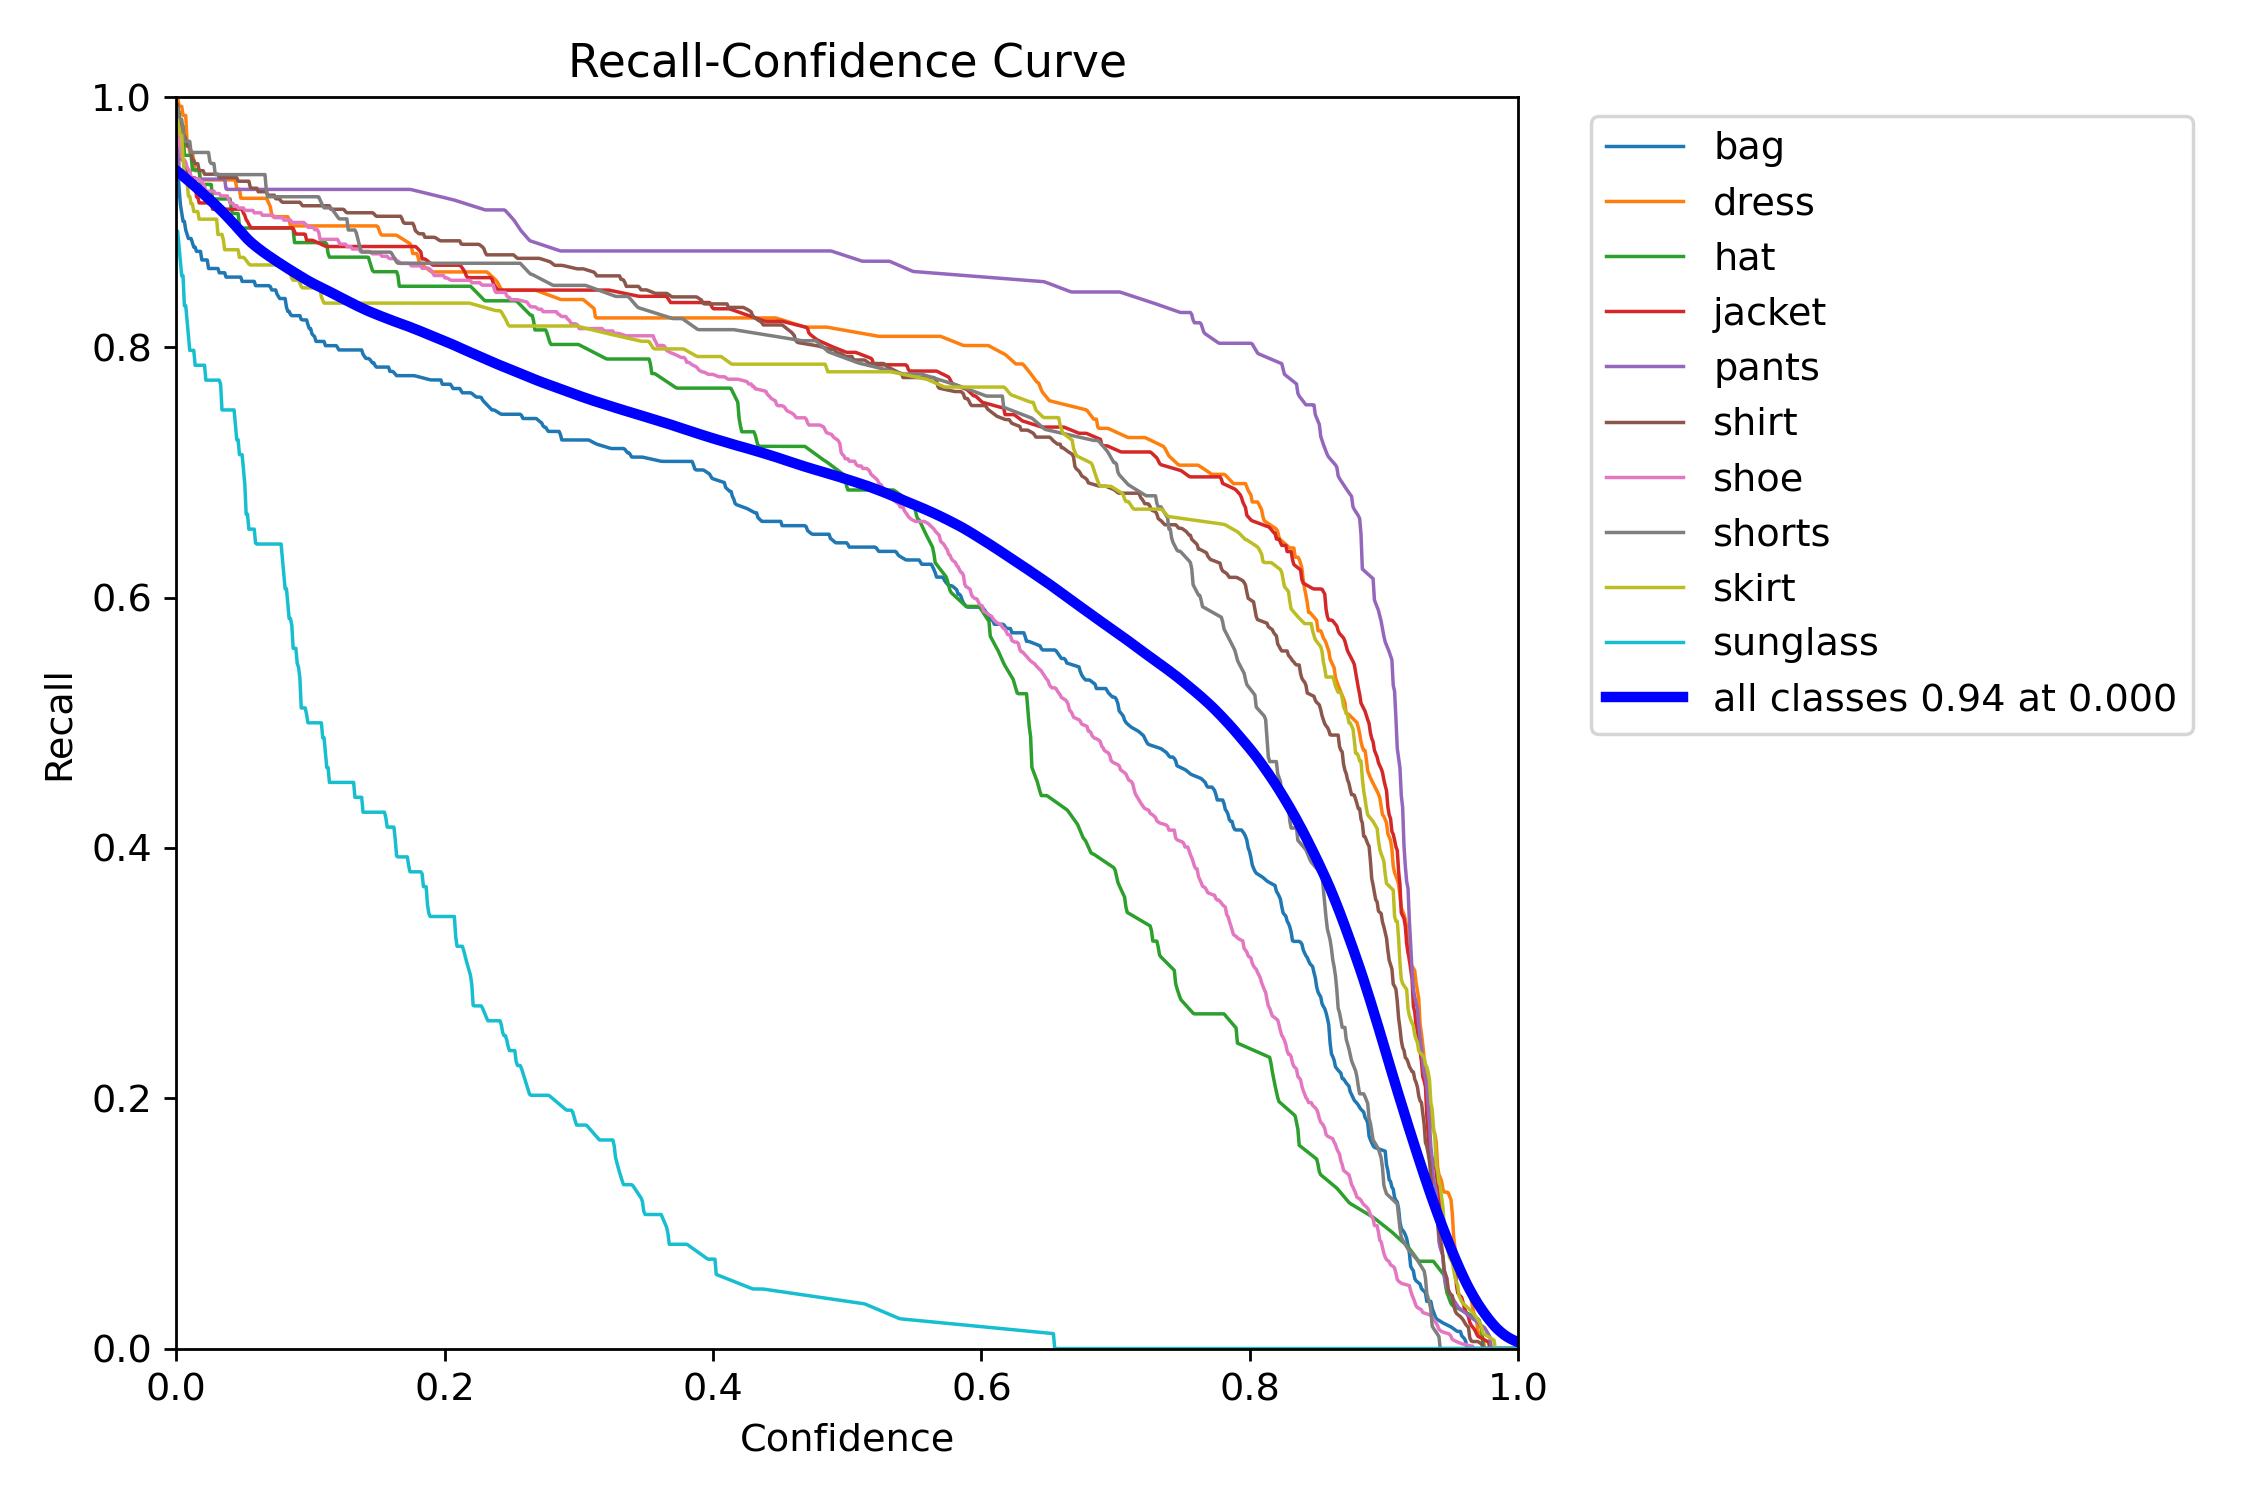 Recall-Confidence Curve
1.0
0.8
0.6
0.4
0.2
0.0
Recall
0.0 0.2 0.4 0.6 0.8 1.0
Confidence
bag
dress
hat
jacket
pants
shirt
shoe
shorts
skirt
sunglass
all classes 0.94 at 0.000